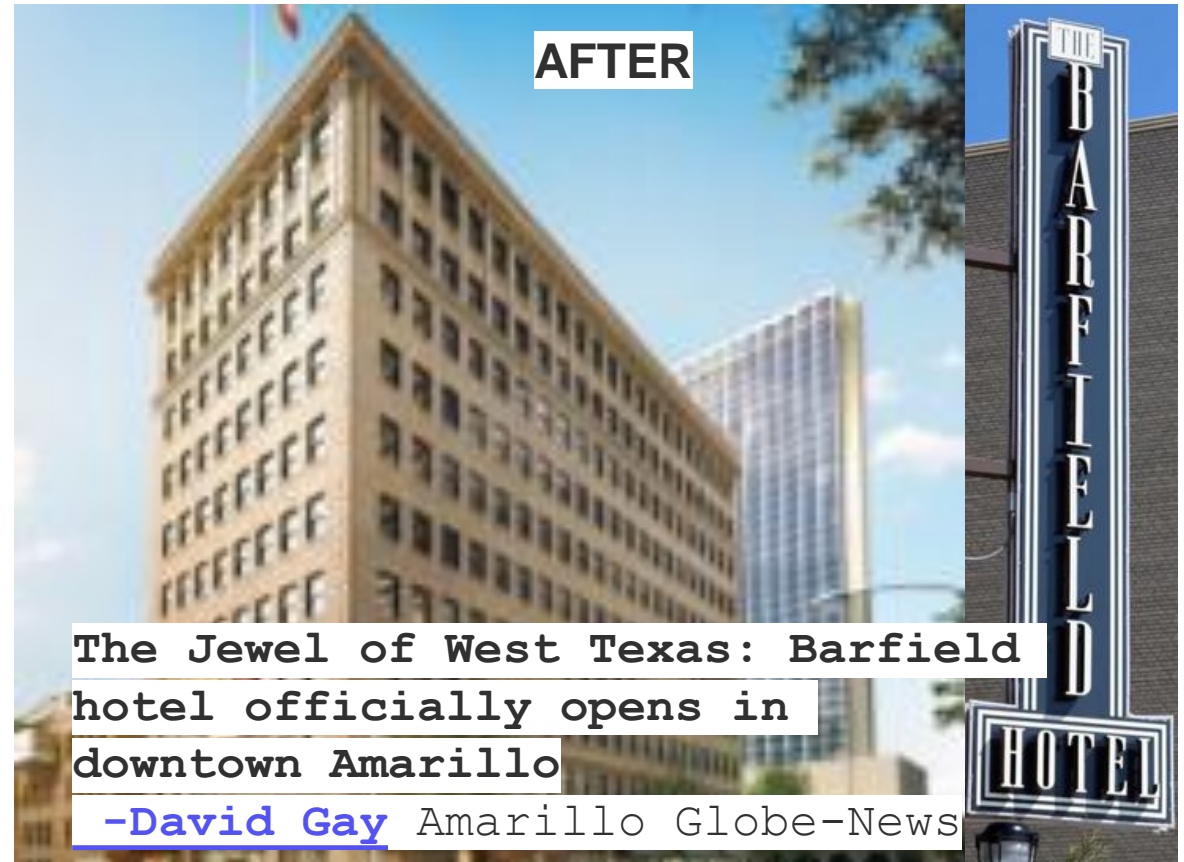 AFTER
The Jewel of West Texas: Barfield
hotel officially opens in
downtown Amarillo
-David Gay Amarillo Globe-News
THE
BARFIELD
HOTEL